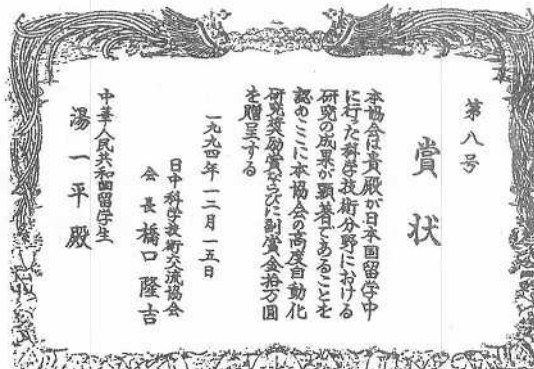 第八号
賞状
本協会は貴殿が日本国留学中
に行った科学技術分野における
研究の成果が顕著であることを
認めここに本協会の高度自動化
研究奨励賞ならびに副賞金拾万圓
を贈呈する
一九九四年一二月一五日
日中科学技術交流協会
会長 橋口隆吉
中華人民共和国留学生
湯一平殿